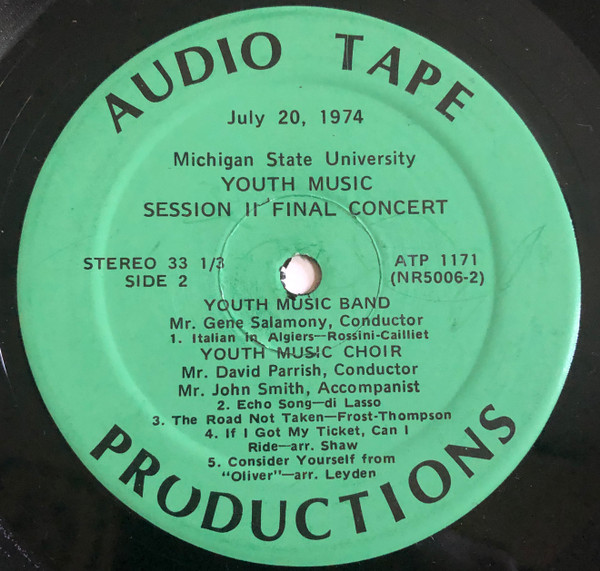 AUDIO TAPE
July 20, 1974
Michigan State University
YOUTH MUSIC
SESSION II FINAL CONCERT
STEREO 33 1/3
SIDE 2
ATP 1171
(NR5006-2)
YOUTH MUSIC BAND
Mr. Gene Salamony, Conductor
1. Italian in Algiers—Rossini-Cailliet
YOUTH MUSIC CHOIR
Mr. David Parrish, Conductor
Mr. John Smith, Accompanist
2. Echo Song—di Lasso
3. The Road Not Taken—Frost-Thompson
4. If I Got My Ticket, Can I
Ride—arr. Shaw
5. Consider Yourself from
"Oliver"—arr. Leyden
PRODUCTIONS